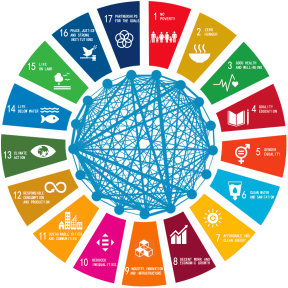 1 NO
POVERTY
2 ZERO
HUNGER
3 GOOD HEALTH
AND WELL-BEING
4 QUALITY
EDUCATION
5 GENDER
EQUALITY
6 CLEAN WATER
AND SANITATION
7 AFFORDABLE AND
CLEAN ENERGY
8 DECENT WORK AND
ECONOMIC GROWTH
9 INDUSTRY, INNOVATION
AND INFRASTRUCTURE
10 REDUCED
INEQUALITIES
11 SUSTAINABLE CITIES
AND COMMUNITIES
12 RESPONSIBLE
CONSUMPTION
AND PRODUCTION
13 CLIMATE
ACTION
14 LIFE
BELOW WATER
15 LIFE
ON LAND
16 PEACE, JUSTICE
AND STRONG
INSTITUTIONS
17 PARTNERSHIPS
FOR THE GOALS